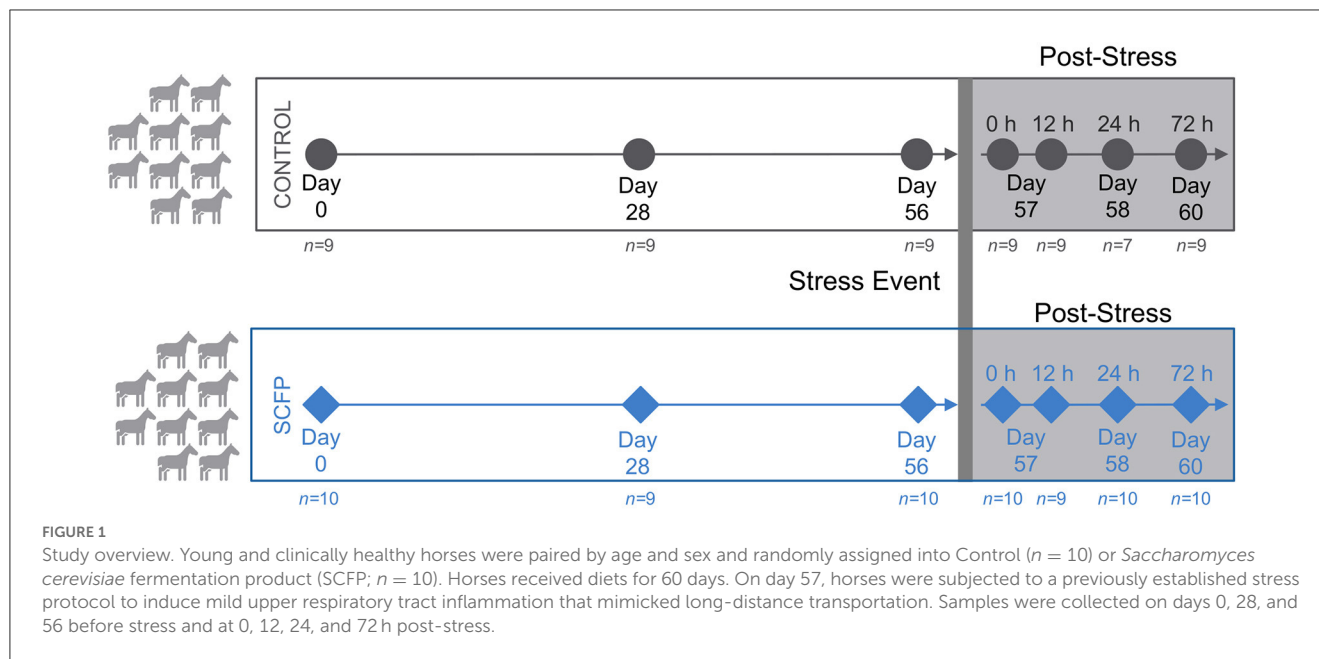 Post-Stress
CONTROL
0 h 12 h 24 h 72 h
Day Day Day Day Day Day
0 28 56 57 58 60
n=9 n=9 n=9 n=9 n=9 n=7 n=9
Stress Event
Post-Stress
SCFP
0 h 12 h 24 h 72 h
Day Day Day Day Day Day
0 28 56 57 58 60
n=10 n=9 n=10 n=10 n=9 n=10 n=10
FIGURE 1
Study overview. Young and clinically healthy horses were paired by age and sex and randomly assigned into Control (n = 10) or Saccharomyces
cerevisiae fermentation product (SCFP; n = 10). Horses received diets for 60 days. On day 57, horses were subjected to a previously established stress
protocol to induce mild upper respiratory tract inflammation that mimicked long-distance transportation. Samples were collected on days 0, 28, and
56 before stress and at 0, 12, 24, and 72 h post-stress.